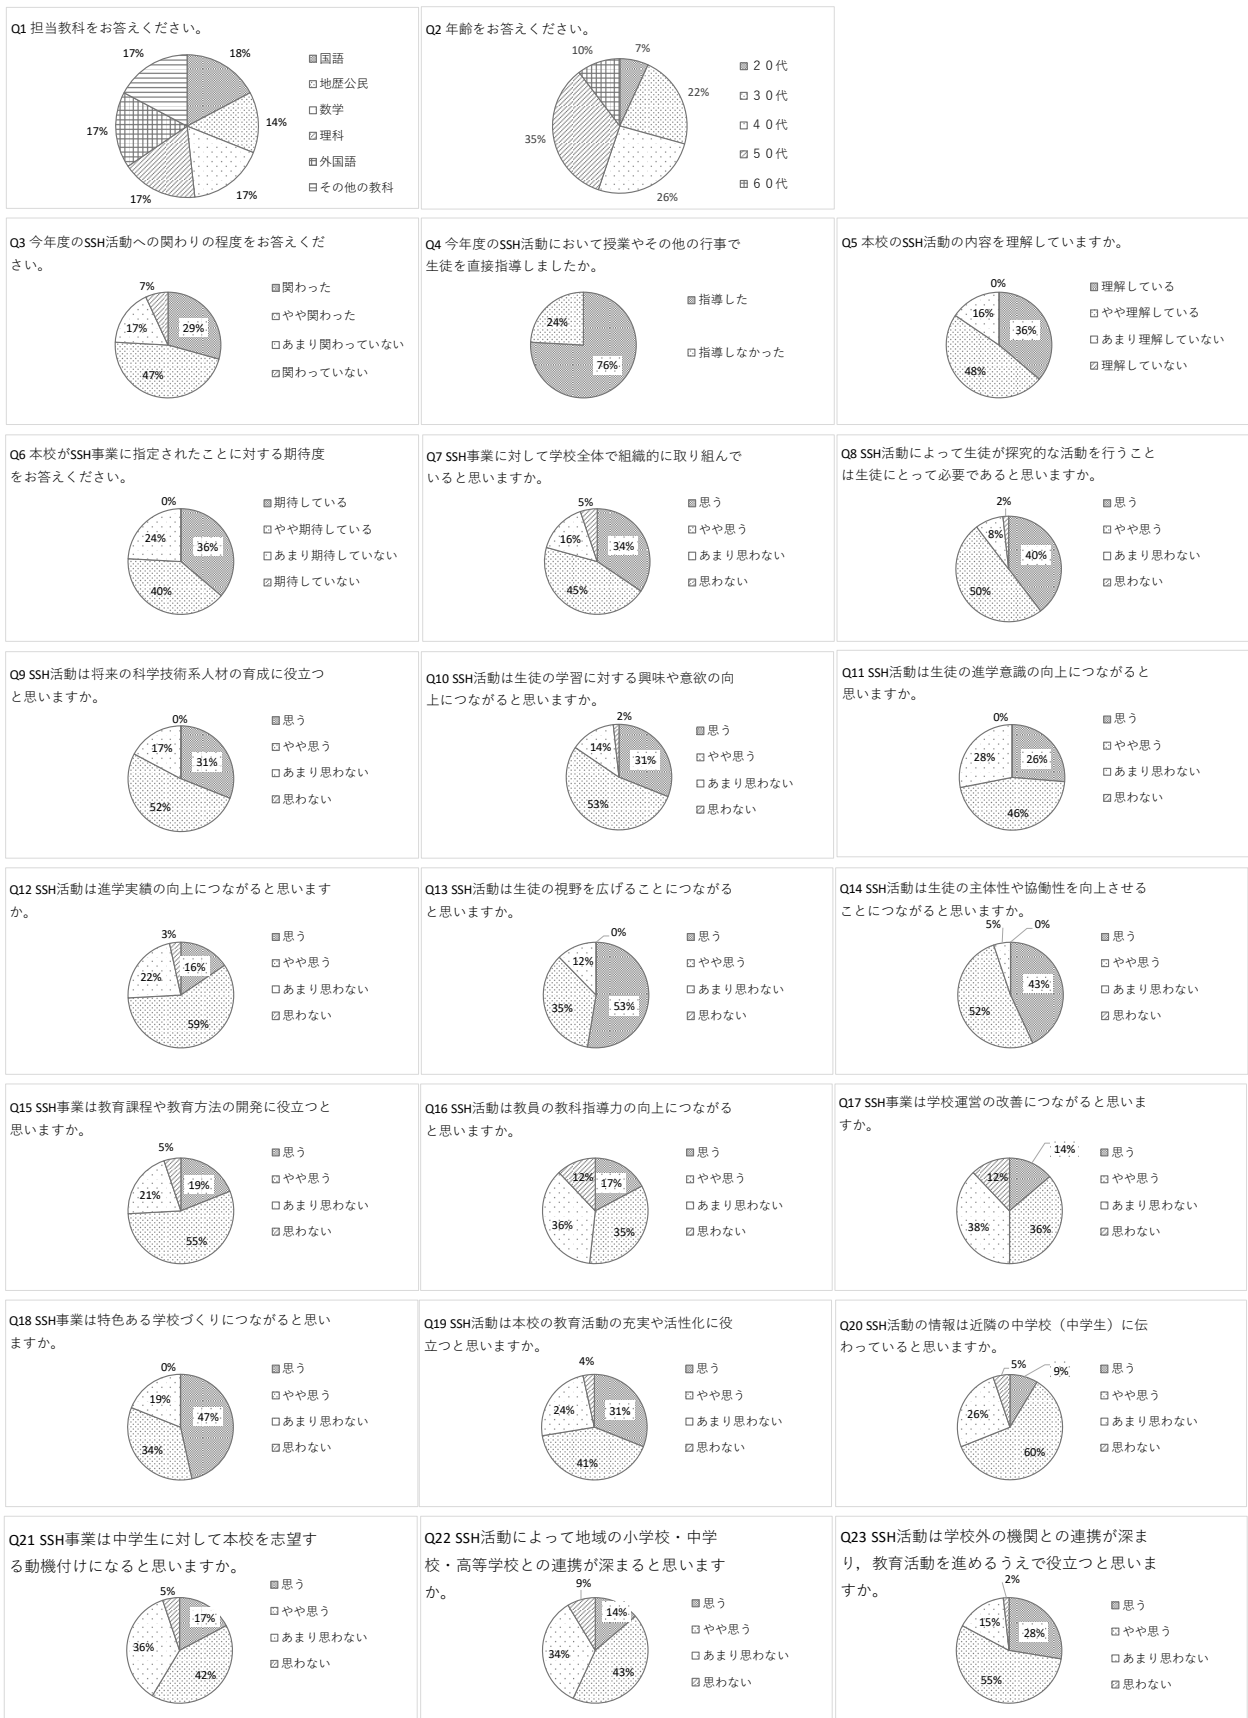 Q1 担当教科をお答えください。
18%
14%
17%
17%
17%
17%
国語
地歴公民
数学
理科
外国語
その他の教科
Q2 年齢をお答えください。
7%
22%
26%
35%
10%
２０代
３０代
４０代
５０代
６０代
Q3 今年度のSSH活動への関わりの程度をお答えくだ
さい。
29%
47%
17%
7%
関わった
やや関わった
あまり関わっていない
関わっていない
Q4 今年度のSSH活動において授業やその他の行事で
生徒を直接指導しましたか。
76%
24%
指導した
指導しなかった
Q5 本校のSSH活動の内容を理解していますか。
36%
48%
16%
0%
理解している
やや理解している
あまり理解していない
理解していない
Q6 本校がSSH事業に指定されたことに対する期待度
をお答えください。
36%
40%
24%
0%
期待している
やや期待している
あまり期待していない
期待していない
Q7 SSH事業に対して学校全体で組織的に取り組んで
いると思いますか。
34%
45%
16%
5%
思う
やや思う
あまり思わない
思わない
Q8 SSH活動によって生徒が探究的な活動を行うこと
は生徒にとって必要であると思いますか。
40%
50%
8%
2%
思う
やや思う
あまり思わない
思わない
Q9 SSH活動は将来の科学技術系人材の育成に役立つ
と思いますか。
31%
52%
17%
0%
思う
やや思う
あまり思わない
思わない
Q10 SSH活動は生徒の学習に対する興味や意欲の向
上につながると思いますか。
31%
53%
14%
2%
思う
やや思う
あまり思わない
思わない
Q11 SSH活動は生徒の進学意識の向上につながると
思いますか。
26%
46%
28%
0%
思う
やや思う
あまり思わない
思わない
Q12 SSH活動は進学実績の向上につながると思います
か。
16%
59%
22%
3%
思う
やや思う
あまり思わない
思わない
Q13 SSH活動は生徒の視野を広げることにつながる
と思いますか。
53%
35%
12%
0%
思う
やや思う
あまり思わない
思わない
Q14 SSH活動は生徒の主体性や協働性を向上させる
ことにつながると思いますか。
43%
52%
5%
0%
思う
やや思う
あまり思わない
思わない
Q15 SSH事業は教育課程や教育方法の開発に役立つと
思いますか。
19%
55%
21%
5%
思う
やや思う
あまり思わない
思わない
Q16 SSH活動は教員の教科指導力の向上につながる
と思いますか。
17%
35%
36%
12%
思う
やや思う
あまり思わない
思わない
Q17 SSH事業は学校運営の改善につながると思いま
すか。
14%
36%
38%
12%
思う
やや思う
あまり思わない
思わない
Q18 SSH事業は特色ある学校づくりにつながると思い
ますか。
47%
34%
19%
0%
思う
やや思う
あまり思わない
思わない
Q19 SSH活動は本校の教育活動の充実や活性化に役
立つと思いますか。
31%
41%
24%
4%
思う
やや思う
あまり思わない
思わない
Q20 SSH活動の情報は近隣の中学校（中学生）に伝
わっていると思いますか。
9%
60%
26%
5%
思う
やや思う
あまり思わない
思わない
Q21 SSH事業は中学生に対して本校を志望す
る動機付けになると思いますか。
17%
42%
36%
5%
思う
やや思う
あまり思わない
思わない
Q22 SSH活動によって地域の小学校・中学
校・高等学校との連携が深まると思います
か。
14%
43%
34%
9%
思う
やや思う
あまり思わない
思わない
Q23 SSH活動は学校外の機関との連携が深ま
り，教育活動を進めるうえで役立つと思いま
すか。
28%
55%
15%
2%
思う
やや思う
あまり思わない
思わない